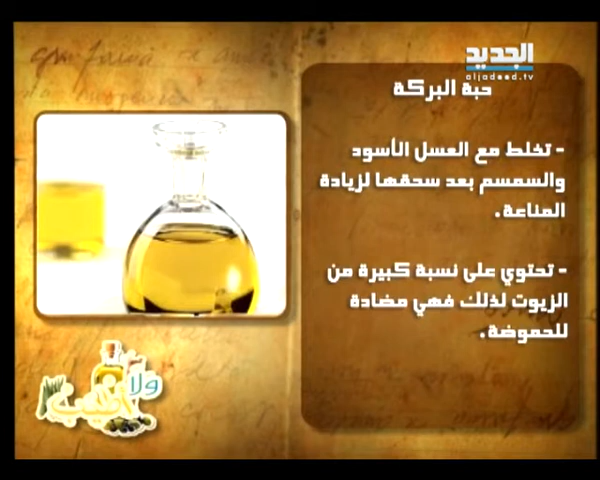 الجديد
aljadeed.tv
حبة البركة
- تخلط مع العسل الأسود
والسمسم بعد سحقها لزيادة
المناعة.
- تحتوي على نسبة كبيرة من
الزيوت لذلك فهي مضادة
للحموضة.
ولا أطيب